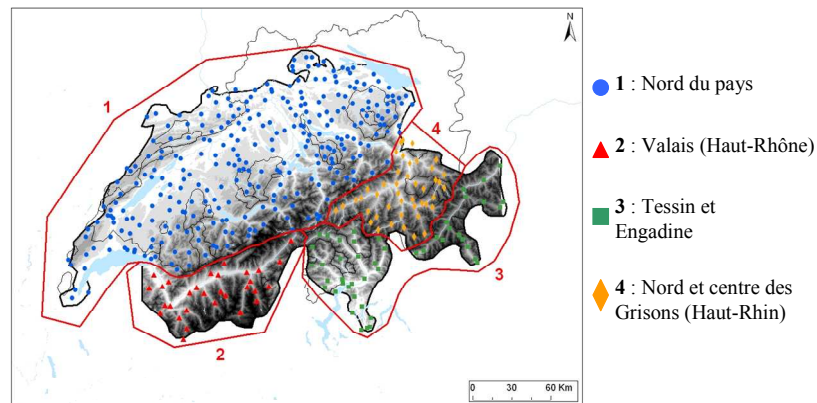 N
1
4
3
2
0 30 60 Km
1 : Nord du pays
2 : Valais (Haut-Rhône)
3 : Tessin et
Engadine
4 : Nord et centre des
Grisons (Haut-Rhin)